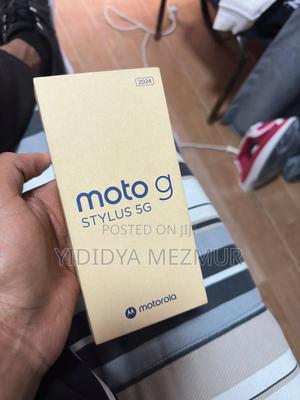 2024
moto g
STYLUS 5G
POSTED ON JIJI
YIDIDYA MEZMUR
motorola